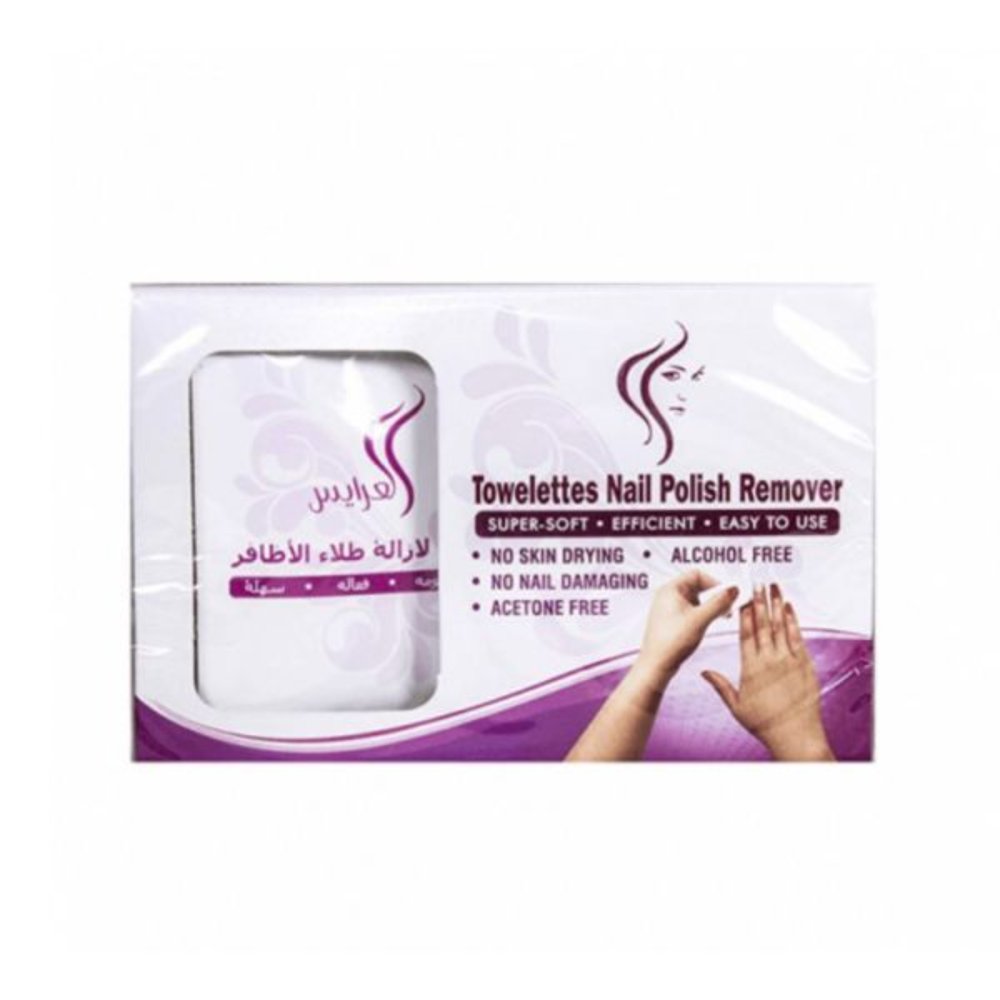 العرايس
لازالة طلاء الأظافر
فعاله • سهلة
Towelettes Nail Polish Remover
SUPER-SOFT • EFFICIENT • EASY TO USE
• NO SKIN DRYING • ALCOHOL FREE
• NO NAIL DAMAGING
• ACETONE FREE